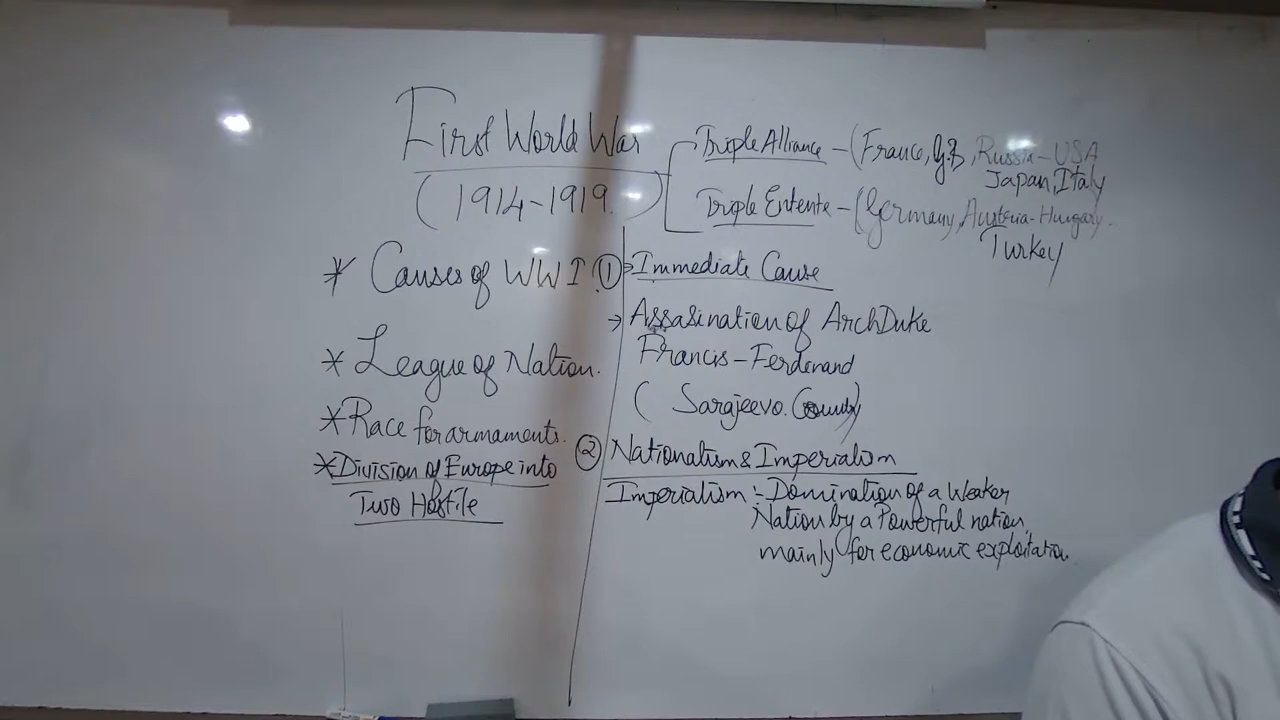 First World War
(1914-1919)
Triple Alliance - (France, G.B, Russia - USA
Japan, Italy
Triple Entente - (Germany, Austria-Hungary.
Turkey
* Causes of WW I.
* League of Nation.
* Race for armaments.
* Division of Europe into
Two Hostile
① → Immediate Cause
→ Assasination of ArchDuke
Francis - Ferdinand
( Sarajeevo.
② Nationalism & Imperialism
Imperialism :- Domination of a Weaker
Nation by a Powerful nation,
mainly for economic exploitation.